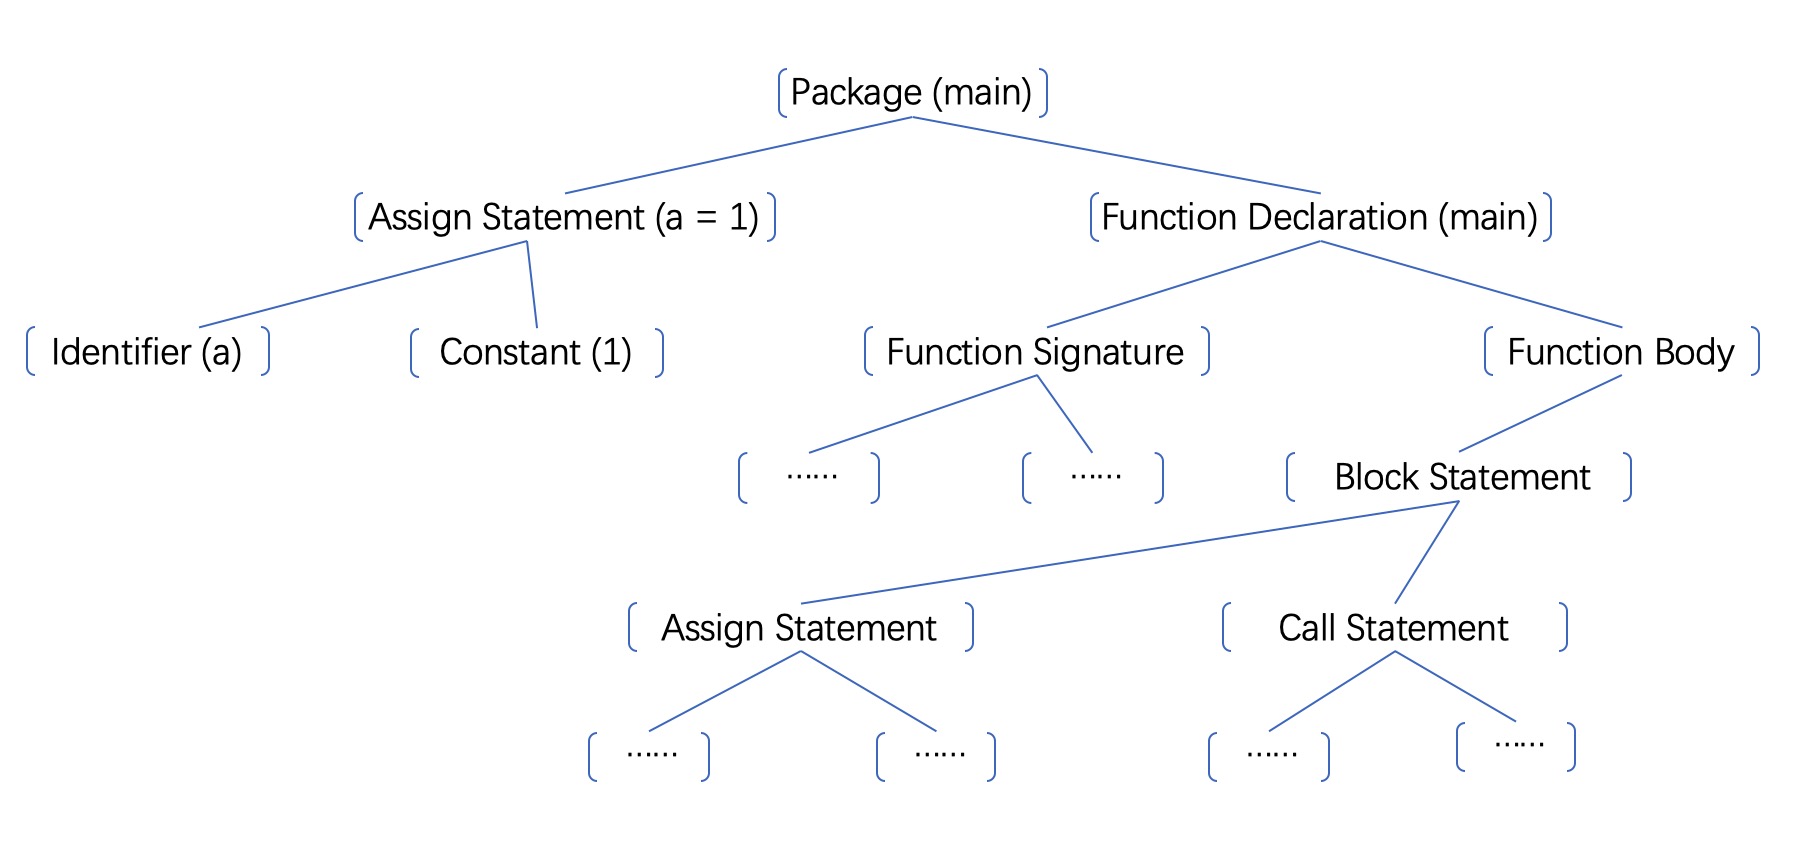 Package (main)
Assign Statement (a = 1)
Function Declaration (main)
Identifier (a)
Constant (1)
Function Signature
Function Body
......
......
Block Statement
Assign Statement
Call Statement
......
......
......
......